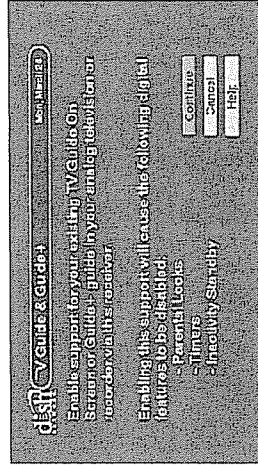 dish TV Guide & Guide+
Enable support for your existing TV Guide On
Screen or Guide+ guide in your analog television or
recorder via this receiver.
Enabling this support will cause the following digital
features to be disabled.
- Parental Locks
- Timers
- Inactivity Standby
Continue
Cancel
Help